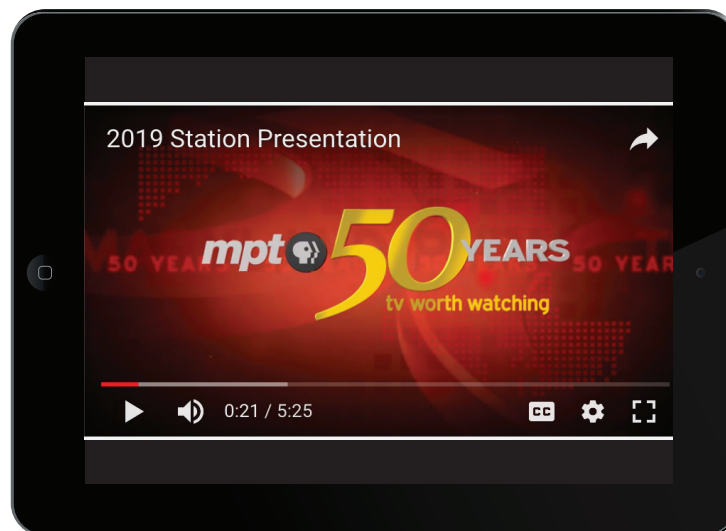 2019 Station Presentation
mpt 50 YEARS
50 YEARS
50 YEAR
tv worth watching
0:21 / 5:25
CC